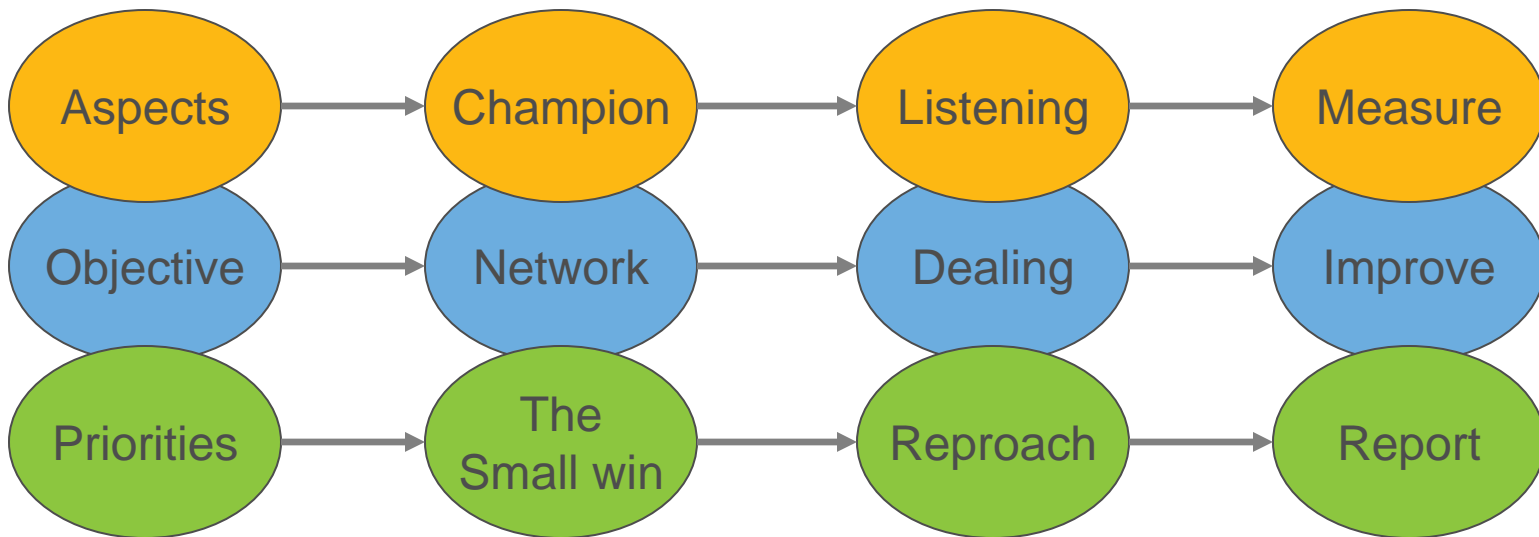 Aspects
Champion
Listening
Measure
Objective
Network
Dealing
Improve
Priorities
The
Small win
Reproach
Report